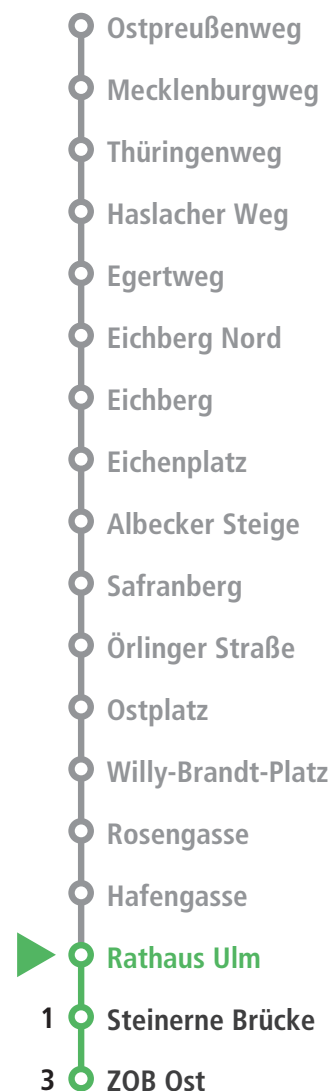 Ostpreußenweg
Mecklenburgweg
Thüringenweg
Haslacher Weg
Egertweg
Eichberg Nord
Eichberg
Eichenplatz
Albecker Steige
Safranberg
Örlinger Straße
Ostplatz
Willy-Brandt-Platz
Rosengasse
Hafengasse
Rathaus Ulm
1 Steinerne Brücke
3 ZOB Ost